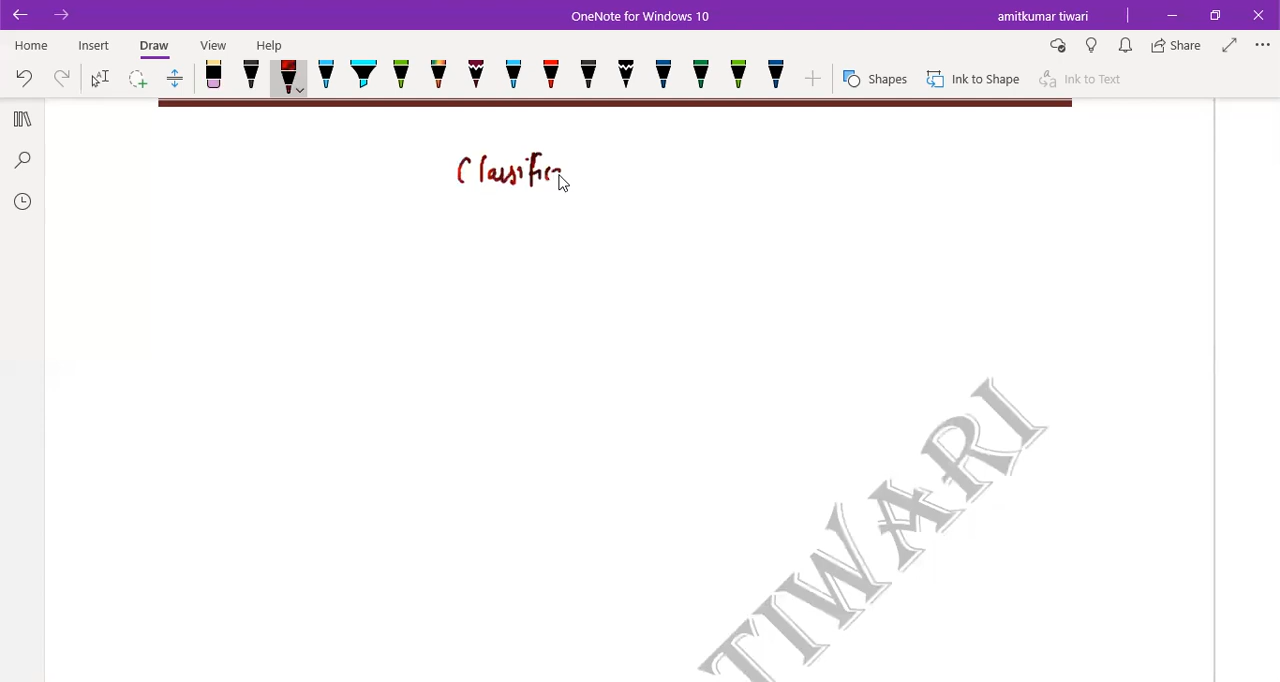 OneNote for Windows 10
amitkumar tiwari
Home Insert Draw View Help
Share
Shapes Ink to Shape Ink to Text
Classific
TIWARI